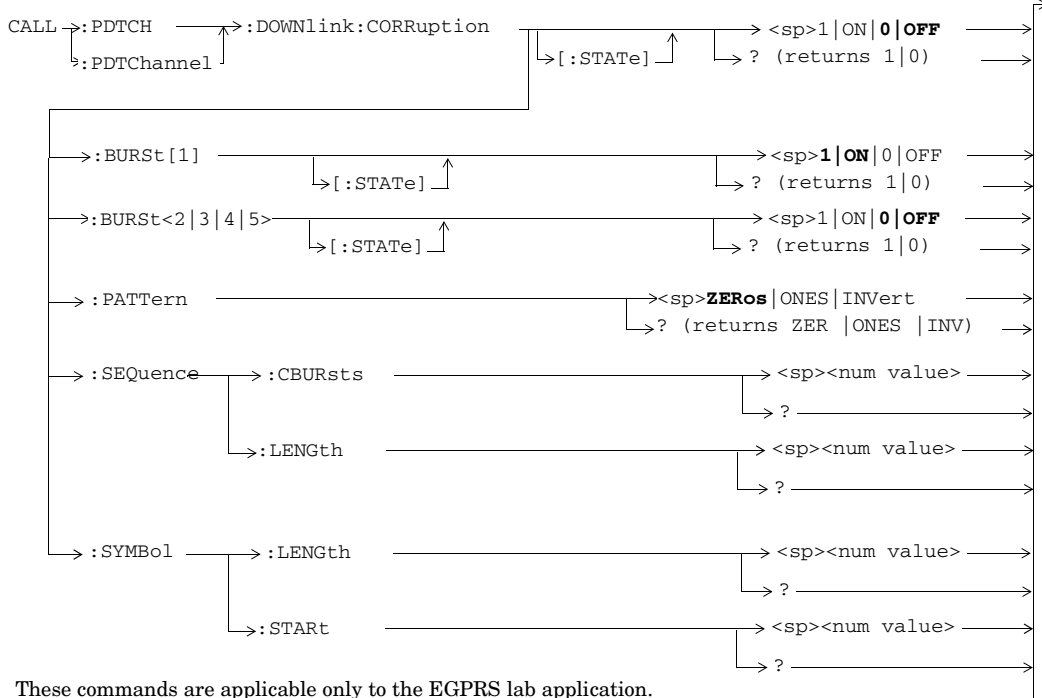 CALL :PDTCH :DOWNlink:CORRuption <sp>1|ON|0|OFF
:PDTChannel [:STATe] ? (returns 1|0)
:BURSt[1] <sp>1|ON|0|OFF
[:STATe] ? (returns 1|0)
:BURSt<2|3|4|5> <sp>1|ON|0|OFF
[:STATe] ? (returns 1|0)
:PATTern <sp>ZERos|ONES|INVert
? (returns ZER |ONES |INV)
:SEQuence :CBURsts <sp><num value>
?
:LENGth <sp><num value>
?
:SYMBol :LENGth <sp><num value>
?
:STARt <sp><num value>
?
These commands are applicable only to the EGPRS lab application.